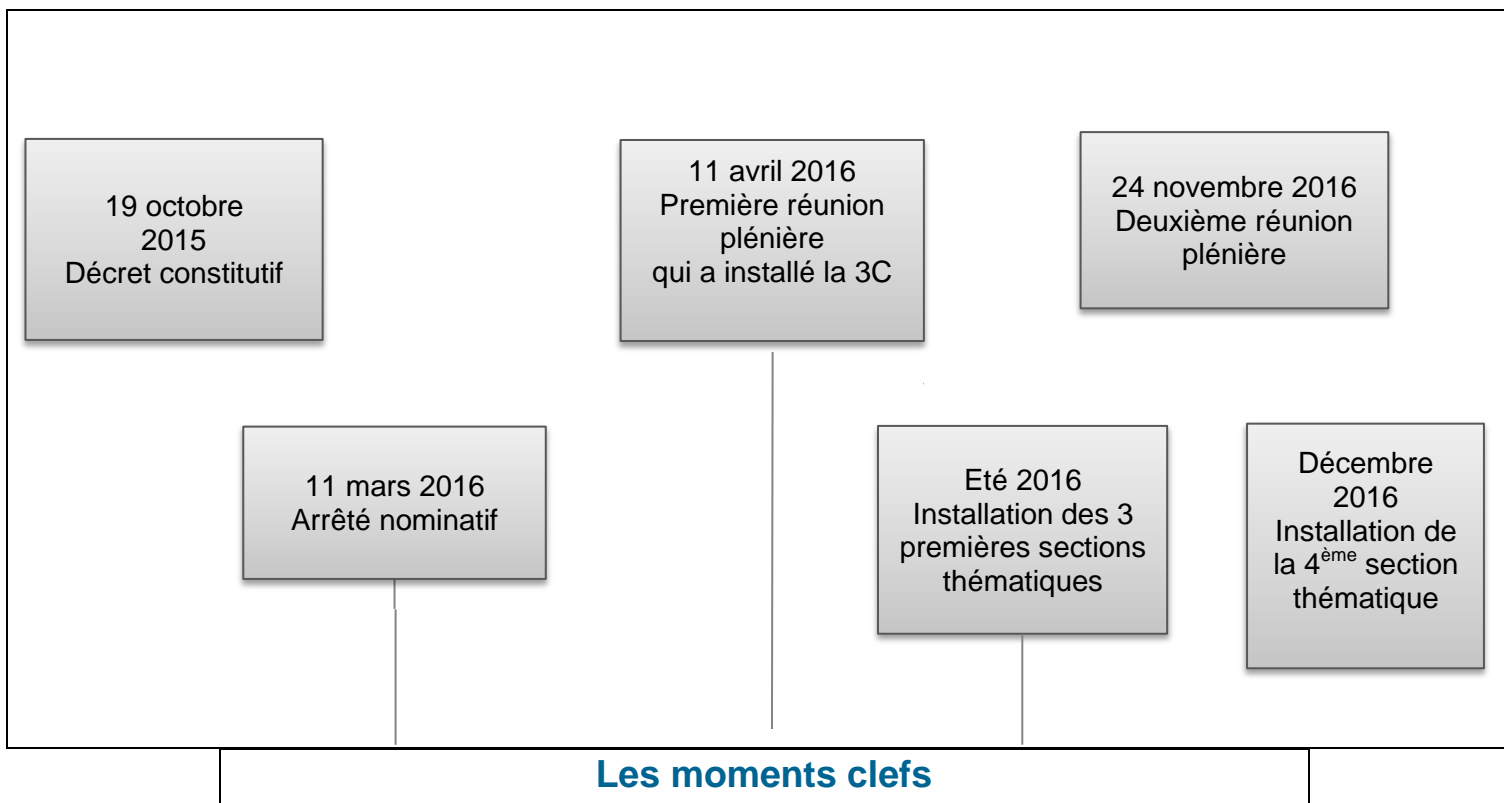 19 octobre
2015
Décret constitutif
11 mars 2016
Arrêté nominatif
11 avril 2016
Première réunion
plénière
qui a installé la 3C
Eté 2016
Installation des 3
premières sections
thématiques
24 novembre 2016
Deuxième réunion
plénière
Décembre
2016
Installation de
la 4ème section
thématique
Les moments clefs